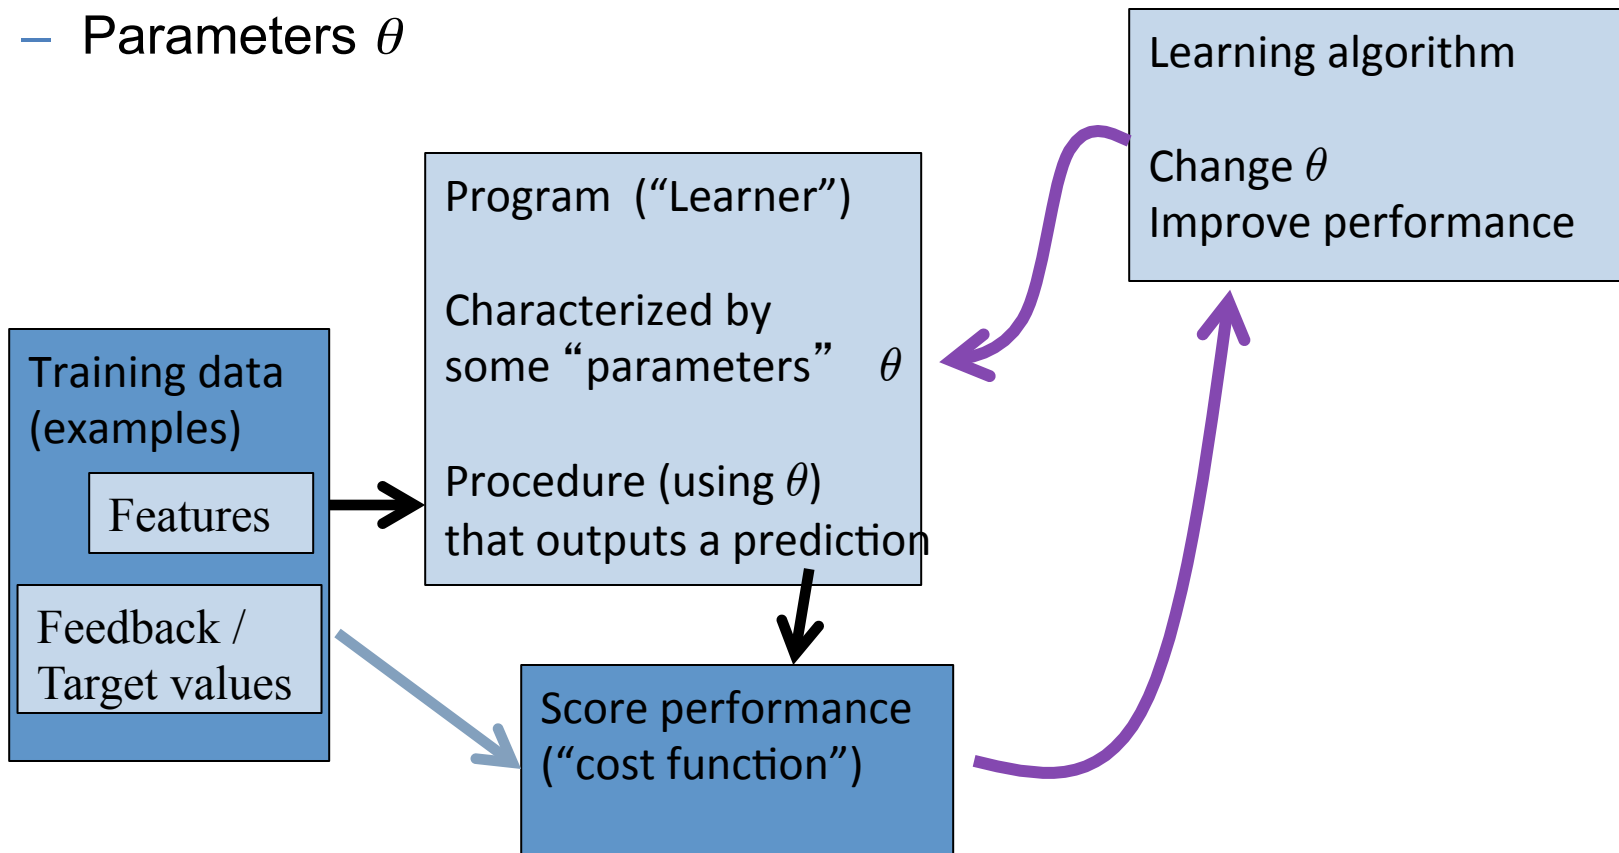 – Parameters θ
Learning algorithm
Change θ
Improve performance
Program (“Learner”)
Characterized by
some “parameters” θ
Procedure (using θ)
that outputs a prediction
Training data
(examples)
Features
Feedback /
Target values
Score performance
(“cost function”)